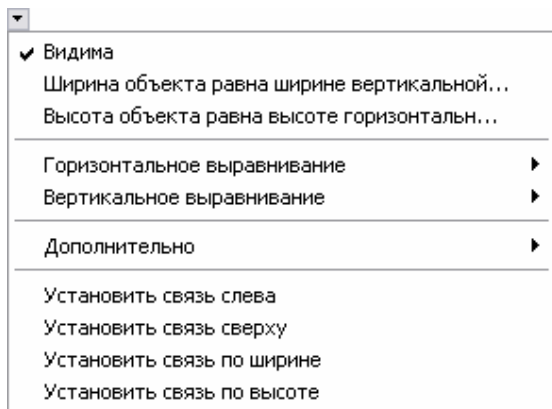 Видима
Ширина объекта равна ширине вертикальной...
Высота объекта равна высоте горизонтальн...
Горизонтальное выравнивание
Вертикальное выравнивание
Дополнительно
Установить связь слева
Установить связь сверху
Установить связь по ширине
Установить связь по высоте